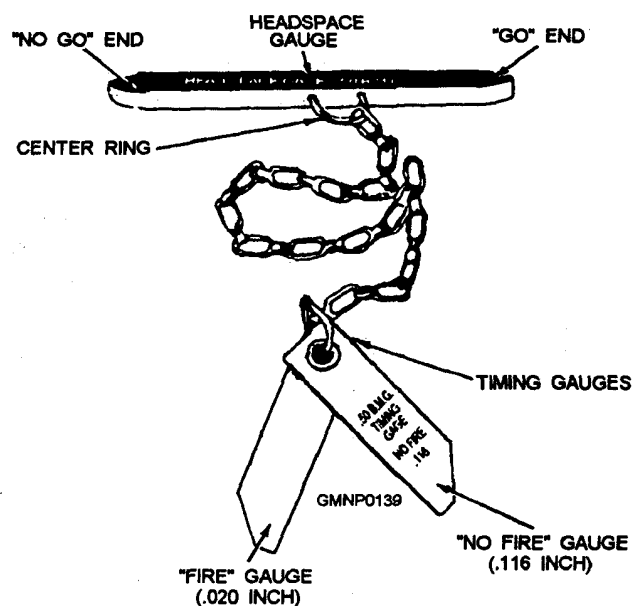 "NO GO" END
HEADSPACE
GAUGE
"GO" END
CENTER RING
TIMING GAUGES
.50 B.M.G.
TIMING
GAGE
NO FIRE
.116
GMNP0139
"NO FIRE" GAUGE
(.116 INCH)
"FIRE" GAUGE
(.020 INCH)